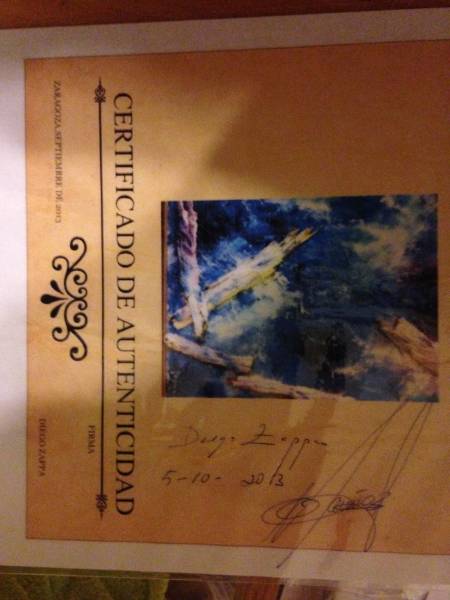 CERTIFICADO DE AUTENTICIDAD
ZARAGOZA, SEPTIEMBRE DE 2013
FIRMA
DIEGO ZAPPA
Diego Zappa
5-10-2013